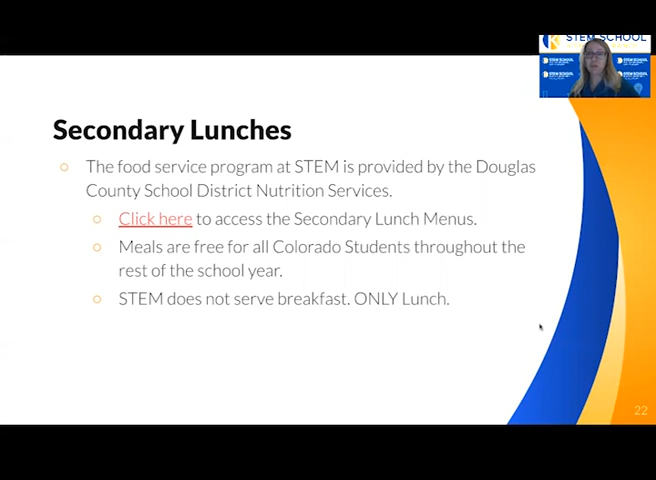 STEM SCHOOL
STEM SCHOOL
STEM SCHOOL
STEM SCHOOL
Secondary Lunches
The food service program at STEM is provided by the Douglas
County School District Nutrition Services.
Click here to access the Secondary Lunch Menus.
Meals are free for all Colorado Students throughout the
rest of the school year.
STEM does not serve breakfast. ONLY Lunch.
22